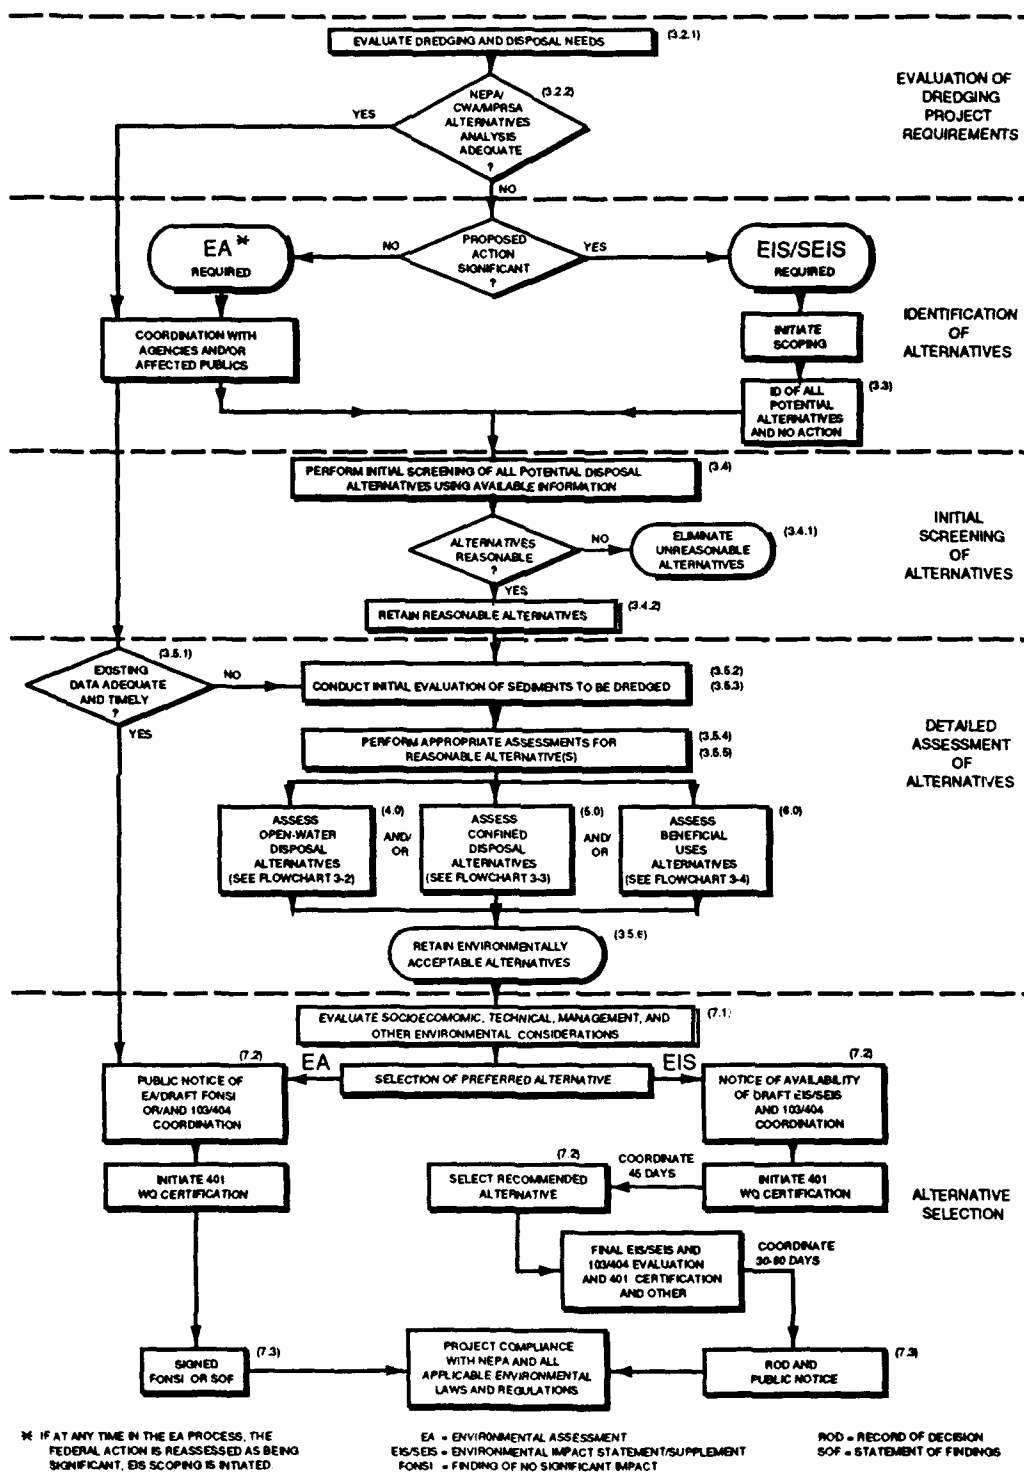 EVALUATE DREDGING AND DISPOSAL NEEDS
(3.2.1)
NEPA/
CWA/MPRSA
ALTERNATIVES
ANALYSIS
ADEQUATE
?
(3.2.2)
YES
NO
EVALUATION OF
DREDGING
PROJECT
REQUIREMENTS
EA*
REQUIRED
NO
PROPOSED
ACTION
SIGNIFICANT
?
YES
EIS/SEIS
REQUIRED
COORDINATION WITH
AGENCIES AND/OR
AFFECTED PUBLICS
INITIATE
SCOPING
IDENTIFICATION
OF
ALTERNATIVES
ID OF ALL
POTENTIAL
ALTERNATIVES
AND NO ACTION
(3.3)
PERFORM INITIAL SCREENING OF ALL POTENTIAL DISPOSAL
ALTERNATIVES USING AVAILABLE INFORMATION
(3.4)
ALTERNATIVES
REASONABLE
?
NO
ELIMINATE
UNREASONABLE
ALTERNATIVES
(3.4.1)
YES
INITIAL
SCREENING
OF
ALTERNATIVES
RETAIN REASONABLE ALTERNATIVES
(3.4.2)
EXISTING
DATA ADEQUATE
AND TIMELY
?
(3.5.1)
NO
YES
CONDUCT INITIAL EVALUATION OF SEDIMENTS TO BE DREDGED
(3.5.2)
(3.5.3)
PERFORM APPROPRIATE ASSESSMENTS FOR
REASONABLE ALTERNATIVE(S)
(3.5.4)
(3.5.5)
DETAILED
ASSESSMENT
OF
ALTERNATIVES
ASSESS
OPEN-WATER
DISPOSAL
ALTERNATIVES
(SEE FLOWCHART 3-2)
(4.0)
AND/
OR
ASSESS
CONFINED
DISPOSAL
ALTERNATIVES
(SEE FLOWCHART 3-3)
(5.0)
AND/
OR
ASSESS
BENEFICIAL
USES
ALTERNATIVES
(SEE FLOWCHART 3-4)
(6.0)
RETAIN ENVIRONMENTALLY
ACCEPTABLE ALTERNATIVES
(3.5.6)
EVALUATE SOCIOECOMOMIC, TECHNICAL, MANAGEMENT, AND
OTHER ENVIRONMENTAL CONSIDERATIONS
(7.1)
(7.2)
EA
SELECTION OF PREFERRED ALTERNATIVE
EIS
(7.2)
PUBLIC NOTICE OF
EA/DRAFT FONSI
OR/AND 103/404
COORDINATION
NOTICE OF AVAILABILITY
OF DRAFT EIS/SEIS
AND 103/404
COORDINATION
INITIATE 401
WQ CERTIFICATION
(7.2)
SELECT RECOMMENDED
ALTERNATIVE
COORDINATE
45 DAYS
INITIATE 401
WQ CERTIFICATION
ALTERNATIVE
SELECTION
FINAL EIS/SEIS AND
103/404 EVALUATION
AND 401 CERTIFICATION
AND OTHER
COORDINATE
30-90 DAYS
SIGNED
FONSI OR SOF
(7.3)
PROJECT COMPLIANCE
WITH NEPA AND ALL
APPLICABLE ENVIRONMENTAL
LAWS AND REGULATIONS
ROD AND
PUBLIC NOTICE
(7.3)
* IF AT ANY TIME IN THE EA PROCESS, THE
FEDERAL ACTION IS REASSESSED AS BEING
SIGNIFICANT, EIS SCOPING IS INITIATED.
EA = ENVIRONMENTAL ASSESSMENT
EIS/SEIS = ENVIRONMENTAL IMPACT STATEMENT/SUPPLEMENT
FONSI = FINDING OF NO SIGNIFICANT IMPACT
ROD = RECORD OF DECISION
SOF = STATEMENT OF FINDINGS